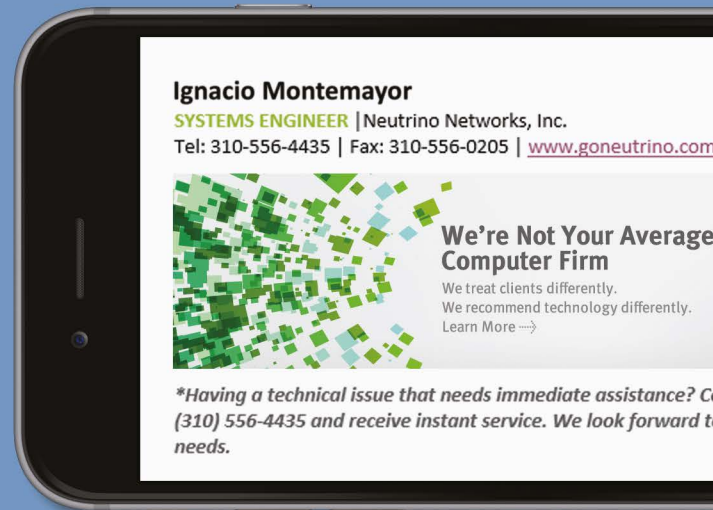 Ignacio Montemayor
SYSTEMS ENGINEER | Neutrino Networks, Inc.
Tel: 310-556-4435 | Fax: 310-556-0205 | www.goneutrino.com
We're Not Your Average
Computer Firm
We treat clients differently.
We recommend technology differently.
Learn More ····>
*Having a technical issue that needs immediate assistance?
(310) 556-4435 and receive instant service. We look forward
needs.